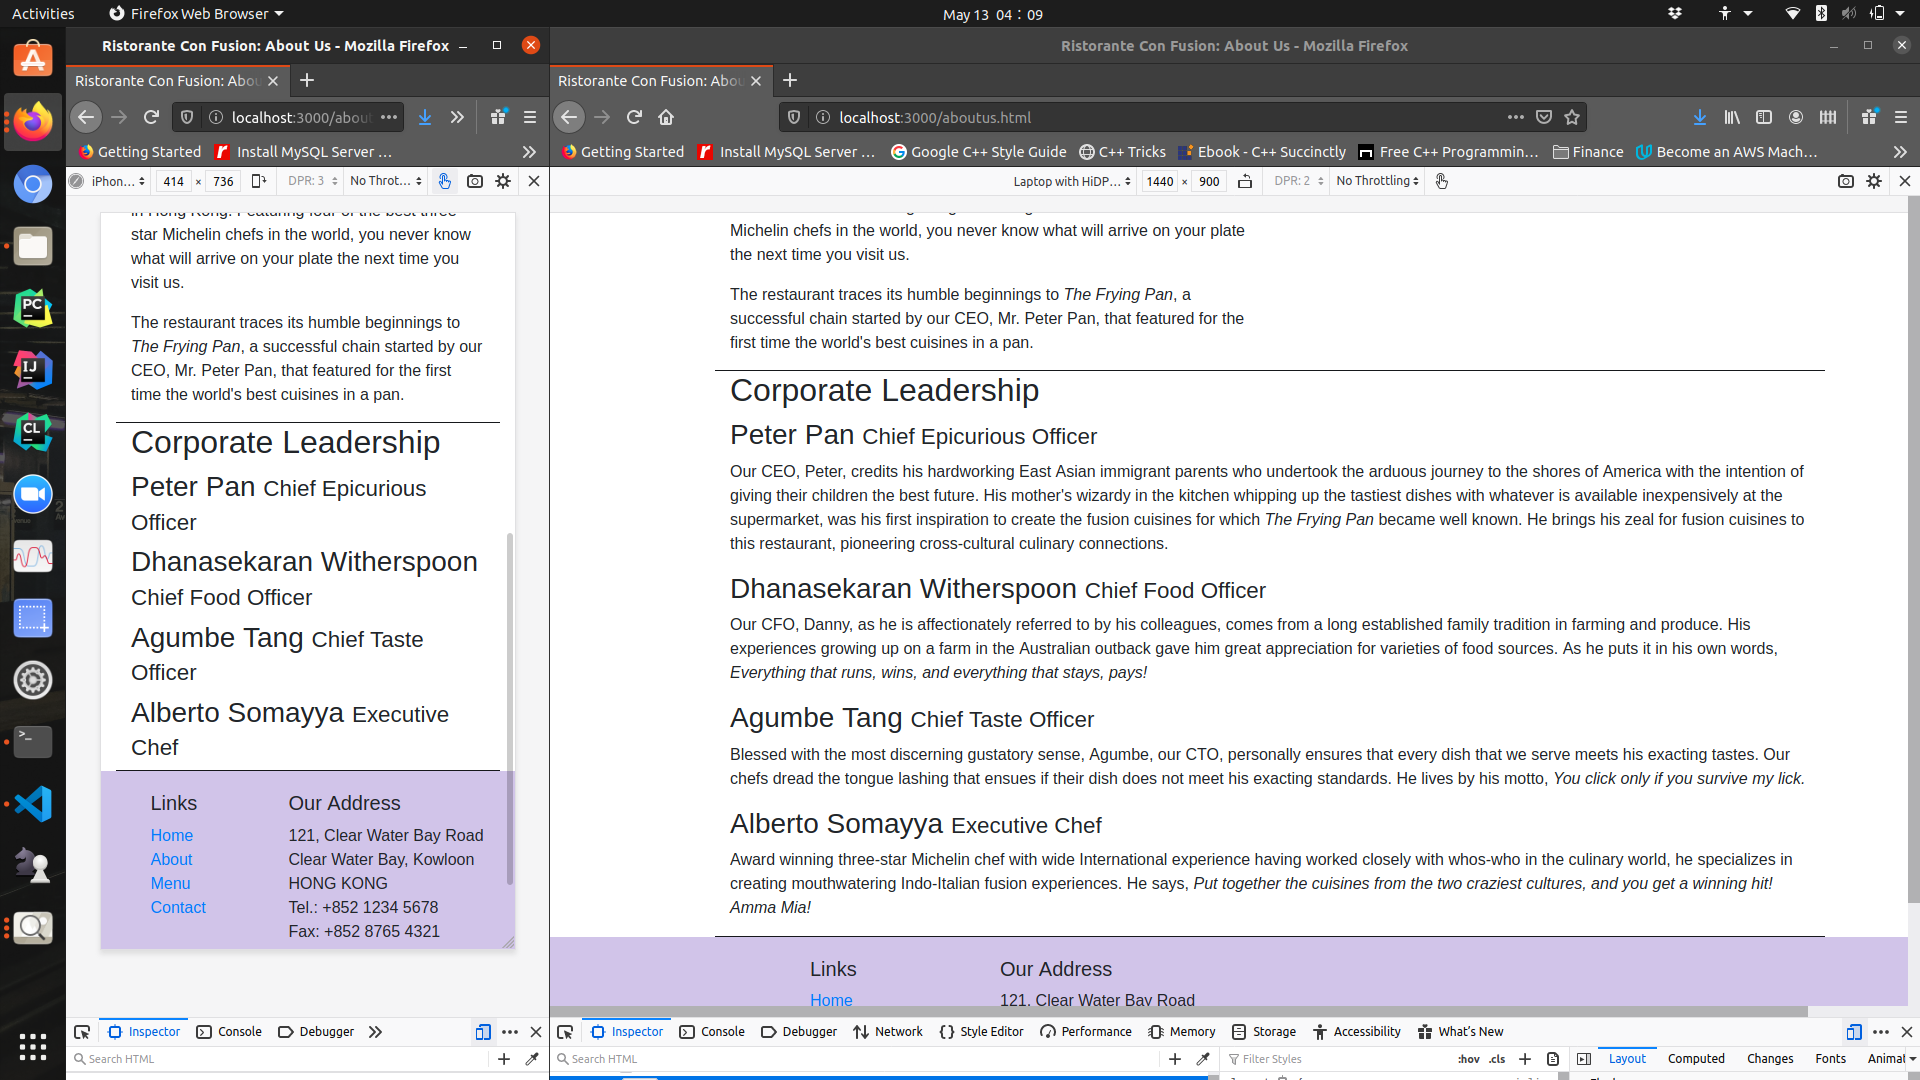 Activities
Firefox Web Browser
May 13 04 : 09
Ristorante Con Fusion: About Us - Mozilla Firefox
Ristorante Con Fusion: Abou
localhost:3000/about
Getting Started
Install MySQL Server …
iPhon…
414 × 736
DPR: 3
No Throt…
in Hong Kong! Featuring four of the best three
star Michelin chefs in the world, you never know
what will arrive on your plate the next time you
visit us.
The restaurant traces its humble beginnings to
The Frying Pan, a successful chain started by our
CEO, Mr. Peter Pan, that featured for the first
time the world's best cuisines in a pan.
Corporate Leadership
Peter Pan Chief Epicurious
Officer
Dhanasekaran Witherspoon
Chief Food Officer
Agumbe Tang Chief Taste
Officer
Alberto Somayya Executive
Chef
Links
Home
About
Menu
Contact
Our Address
121, Clear Water Bay Road
Clear Water Bay, Kowloon
HONG KONG
Tel.: +852 1234 5678
Fax: +852 8765 4321
Inspector
Console
Debugger
Search HTML
Ristorante Con Fusion: About Us - Mozilla Firefox
Ristorante Con Fusion: Abou
localhost:3000/aboutus.html
Getting Started
Install MySQL Server …
Google C++ Style Guide
C++ Tricks
Ebook - C++ Succinctly
Free C++ Programmin…
Finance
Become an AWS Mach…
Laptop with HiDP…
1440 × 900
DPR: 2
No Throttling
Michelin chefs in the world, you never know what will arrive on your plate
the next time you visit us.
The restaurant traces its humble beginnings to The Frying Pan, a
successful chain started by our CEO, Mr. Peter Pan, that featured for the
first time the world's best cuisines in a pan.
Corporate Leadership
Peter Pan Chief Epicurious Officer
Our CEO, Peter, credits his hardworking East Asian immigrant parents who undertook the arduous journey to the shores of America with the intention of
giving their children the best future. His mother's wizardy in the kitchen whipping up the tastiest dishes with whatever is available inexpensively at the
supermarket, was his first inspiration to create the fusion cuisines for which The Frying Pan became well known. He brings his zeal for fusion cuisines to
this restaurant, pioneering cross-cultural culinary connections.
Dhanasekaran Witherspoon Chief Food Officer
Our CFO, Danny, as he is affectionately referred to by his colleagues, comes from a long established family tradition in farming and produce. His
experiences growing up on a farm in the Australian outback gave him great appreciation for varieties of food sources. As he puts it in his own words,
Everything that runs, wins, and everything that stays, pays!
Agumbe Tang Chief Taste Officer
Blessed with the most discerning gustatory sense, Agumbe, our CTO, personally ensures that every dish that we serve meets his exacting tastes. Our
chefs dread the tongue lashing that ensues if their dish does not meet his exacting standards. He lives by his motto, You click only if you survive my lick.
Alberto Somayya Executive Chef
Award winning three-star Michelin chef with wide International experience having worked closely with whos-who in the culinary world, he specializes in
creating mouthwatering Indo-Italian fusion experiences. He says, Put together the cuisines from the two craziest cultures, and you get a winning hit!
Amma Mia!
Links
Home
Our Address
121, Clear Water Bay Road
Inspector
Console
Debugger
Network
Style Editor
Performance
Memory
Storage
Accessibility
What's New
Search HTML
Filter Styles
:hov .cls
Layout
Computed
Changes
Fonts
Animat